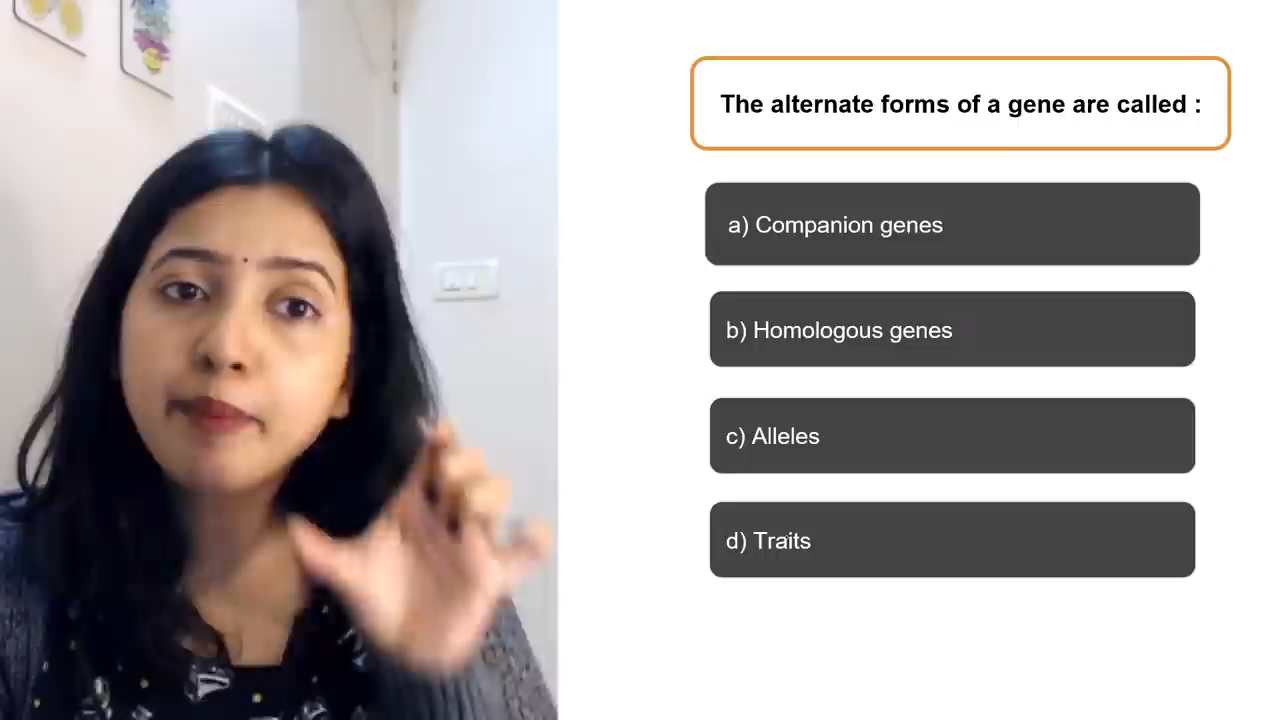 The alternate forms of a gene are called :
a) Companion genes
b) Homologous genes
c) Alleles
d) Traits